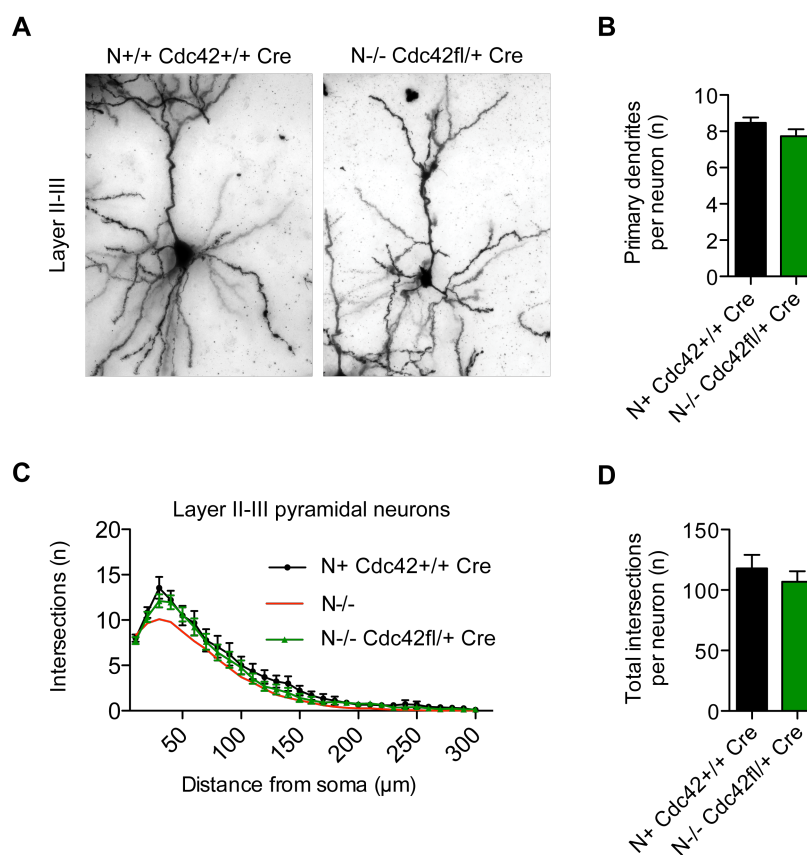 A
N+/+ Cdc42+/+ Cre
N-/- Cdc42fl/+ Cre
Layer II-III
B
Primary dendrites
per neuron (n)
10
8
6
4
2
0
N+ Cdc42+/+ Cre
N-/- Cdc42fl/+ Cre
C
Layer II-III pyramidal neurons
Intersections (n)
20
15
10
5
0
N+ Cdc42+/+ Cre
N-/-
N-/- Cdc42fl/+ Cre
50
100
150
200
250
300
Distance from soma (µm)
D
Total intersections
per neuron (n)
150
100
50
0
N+ Cdc42+/+ Cre
N-/- Cdc42fl/+ Cre